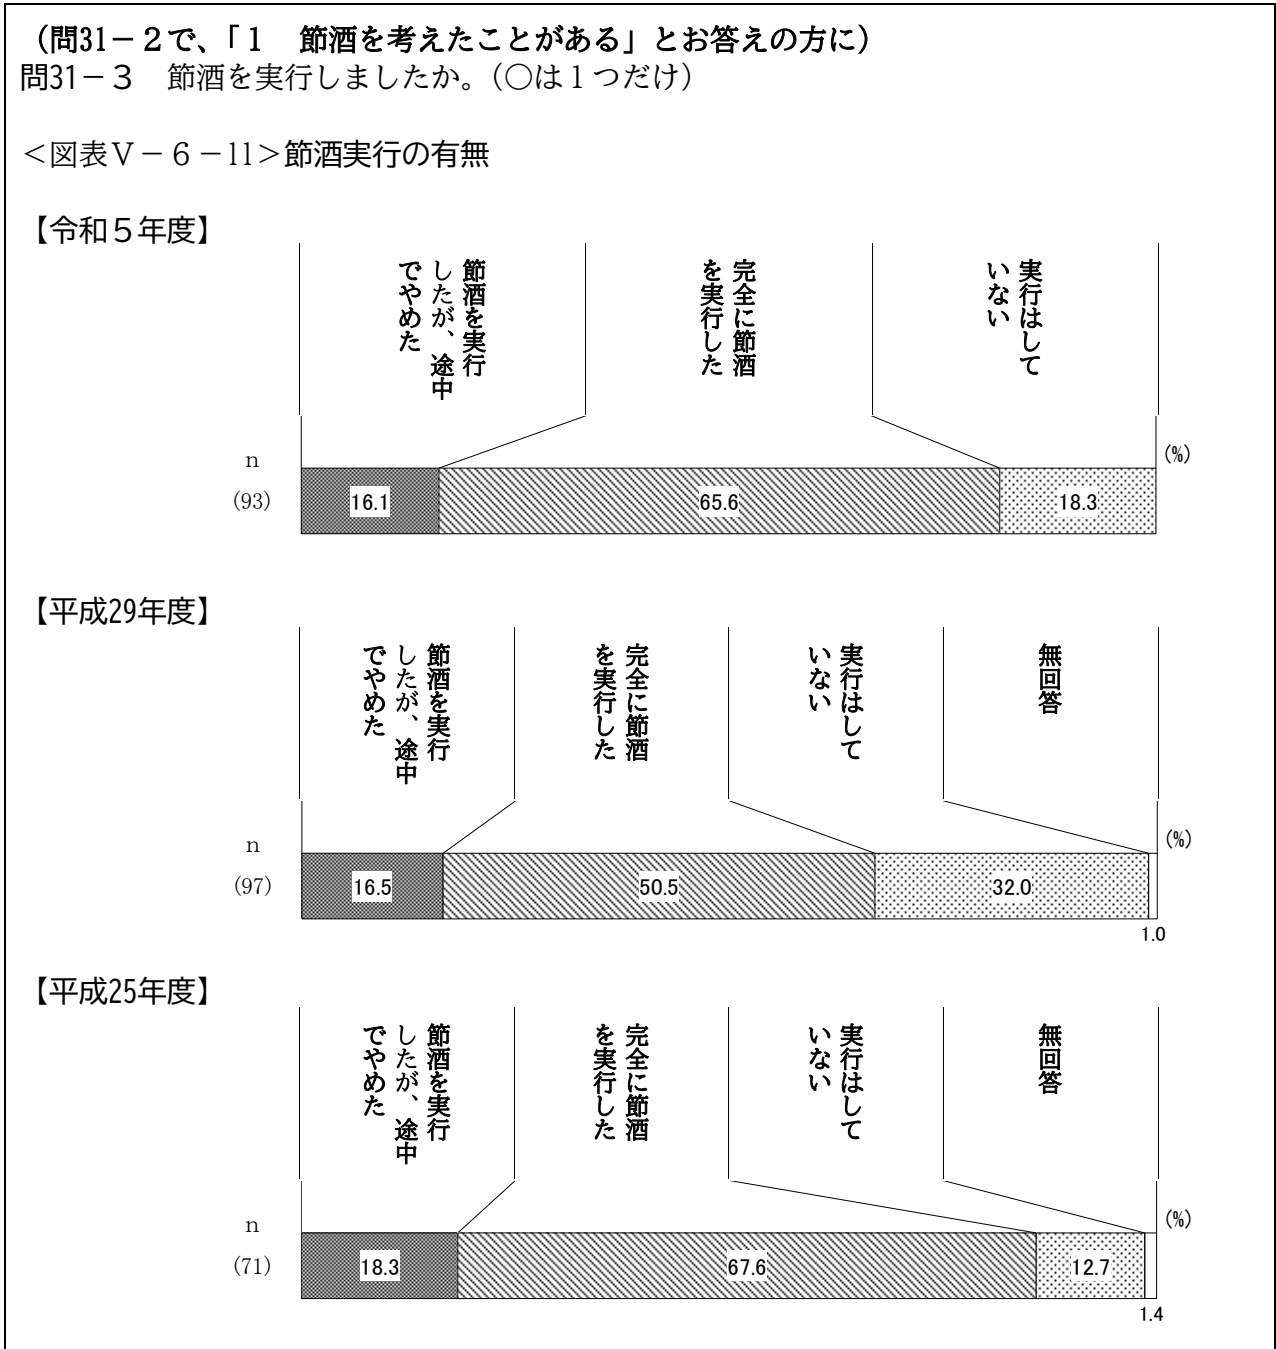 （問31－２で、「１　節酒を考えたことがある」とお答えの方に）
問31－３　節酒を実行しましたか。（○は１つだけ）
＜図表Ⅴ－６－11＞節酒実行の有無
【令和５年度】
節酒を実行
したが、途中
でやめた
完全に節酒
を実行した
実行はして
いない
n
(%)
(93)
16.1
65.6
18.3
【平成29年度】
節酒を実行
したが、途中
でやめた
完全に節酒
を実行した
実行はして
いない
無回答
n
(%)
(97)
16.5
50.5
32.0
1.0
【平成25年度】
節酒を実行
したが、途中
でやめた
完全に節酒
を実行した
実行はして
いない
無回答
n
(%)
(71)
18.3
67.6
12.7
1.4